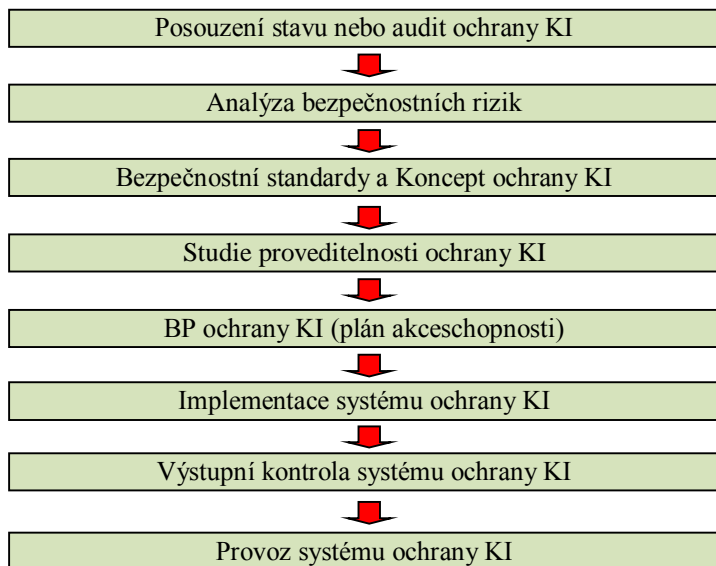 Posouzení stavu nebo audit ochrany KI
Analýza bezpečnostních rizik
Bezpečnostní standardy a Koncept ochrany KI
Studie proveditelnosti ochrany KI
BP ochrany KI (plán akceschopnosti)
Implementace systému ochrany KI
Výstupní kontrola systému ochrany KI
Provoz systému ochrany KI